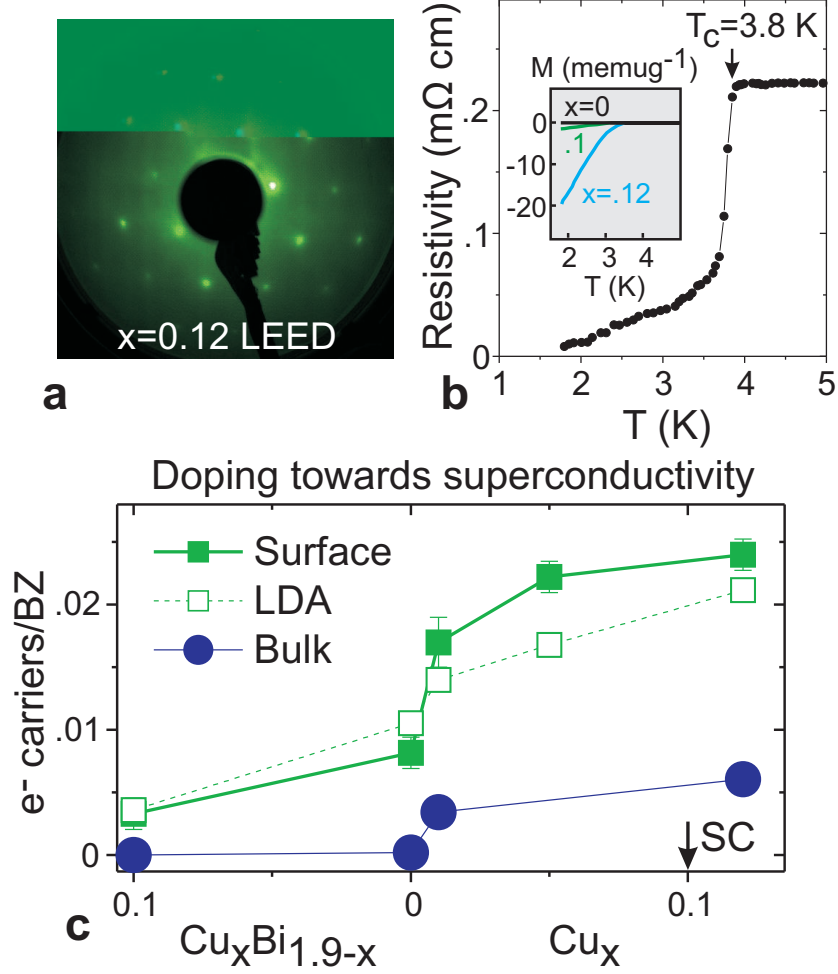 x=0.12 LEED
a
T_c=3.8 K
M (memug⁻¹)
x=0
.1
x=.12
0
-10
-20
2 3 4
T (K)
Resistivity (mΩ cm)
.2
.1
0
1 2 3 4 5
T (K)
b
Doping towards superconductivity
Surface
LDA
Bulk
e⁻ carriers/BZ
.02
.01
0
SC
0.1 0 0.1
Cu_xBi_1.9-x Cu_x
c